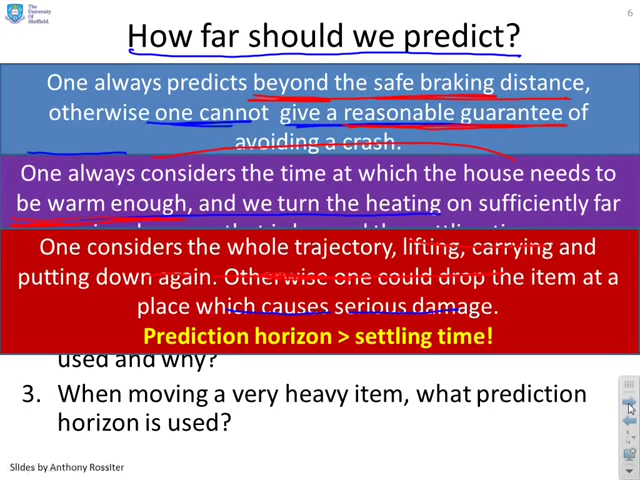 The
University
Of
Sheffield.
6
How far should we predict?
One always predicts beyond the safe braking distance,
otherwise one cannot give a reasonable guarantee of
avoiding a crash.
One always considers the time at which the house needs to
be warm enough, and we turn the heating on sufficiently far
One considers the whole trajectory, lifting, carrying and
putting down again. Otherwise one could drop the item at a
place which causes serious damage.
Prediction horizon > settling time!
used and why?
3. When moving a very heavy item, what prediction
horizon is used?
Slides by Anthony Rossiter